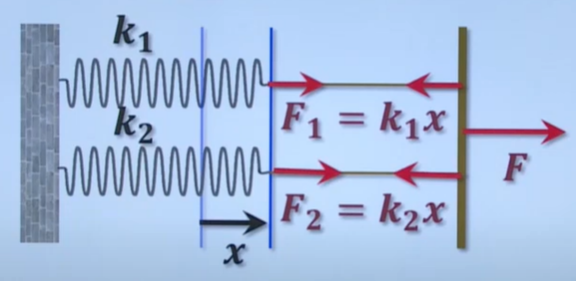 k₁
k₂
F₁ = k₁x
F₂ = k₂x
F
x